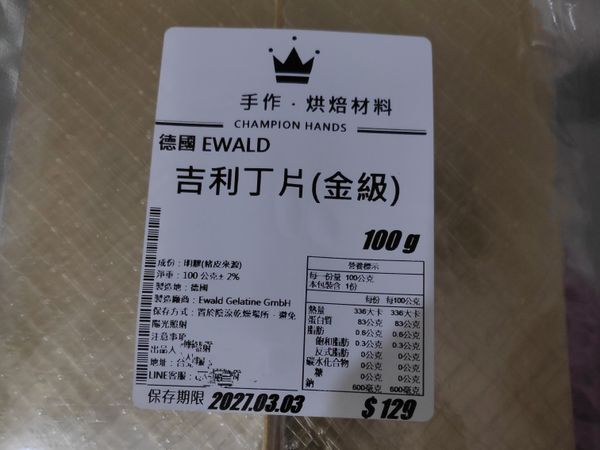 手作．烘焙材料
CHAMPION HANDS
德國 EWALD
吉利丁片(金級)
100 g
成份：明膠(豬皮來源)
淨重：100 公克± 2%
製造地：德國
製造廠商：Ewald Gelatine GmbH
保存方式：置於陰涼乾燥場所，避免
陽光照射
注意事項
出品人
地址：台
LINE客服：
保存期限 2027.03.03
營養標示
每一份量 100公克
本包裝含 1份
每份 每100公克
熱量 336大卡 336大卡
蛋白質 83公克 83公克
脂肪 0.6公克 0.6公克
飽和脂肪 0.3公克 0.3公克
反式脂肪 0公克 0公克
碳水化合物 0公克 0公克
糖 0公克 0公克
鈉 600毫克 600毫克
$ 129